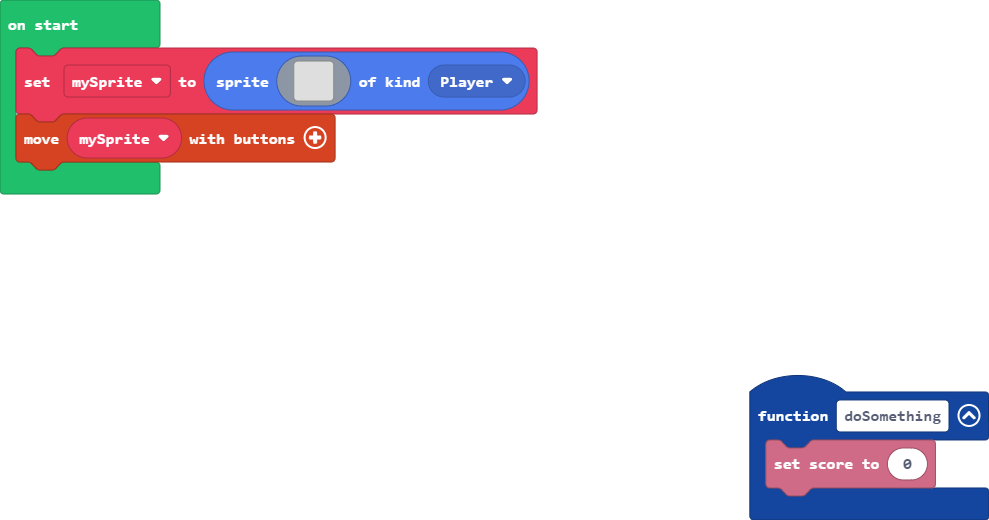 on start
set mySprite to sprite of kind Player
move mySprite with buttons
function doSomething
set score to 0